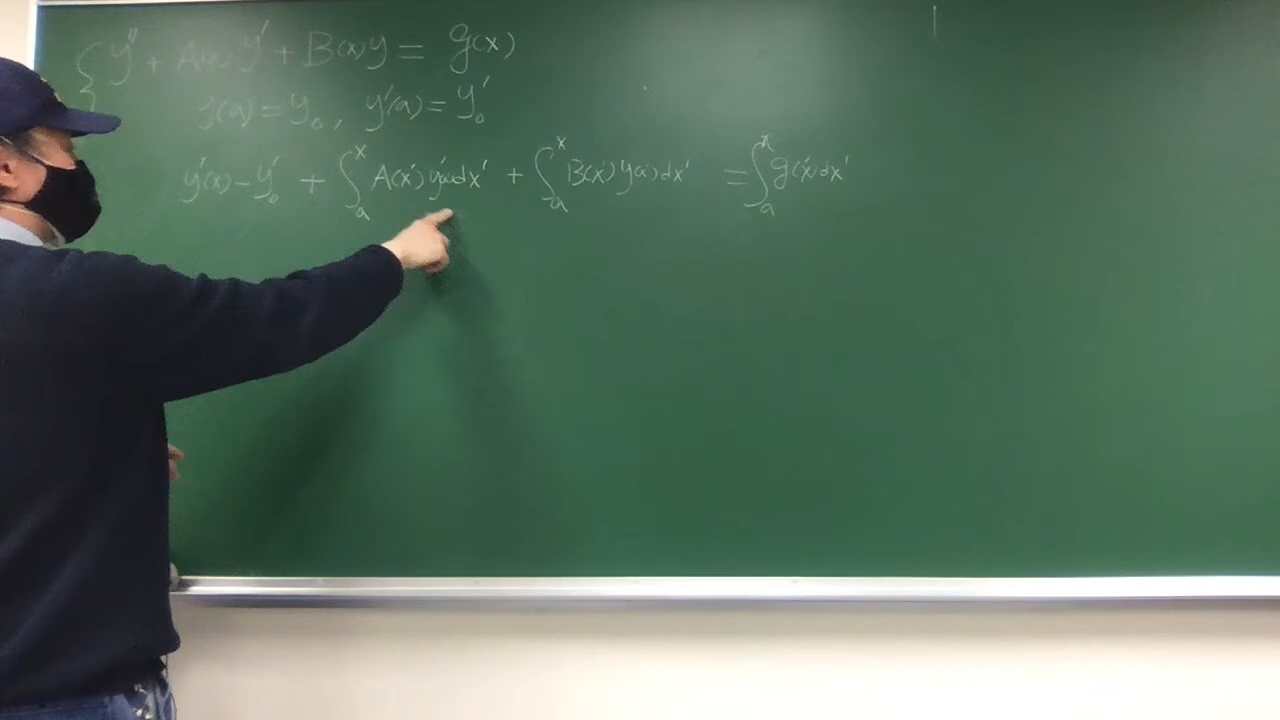 { y'' + A(x) y' + B(x) y = g(x)
y(a) = y₀, y'(a) = y₀'
y'(x) - y₀' + ∫ₐˣ A(x') y'(x') dx' + ∫ₐˣ B(x') y(x') dx' = ∫ₐˣ g(x') dx'